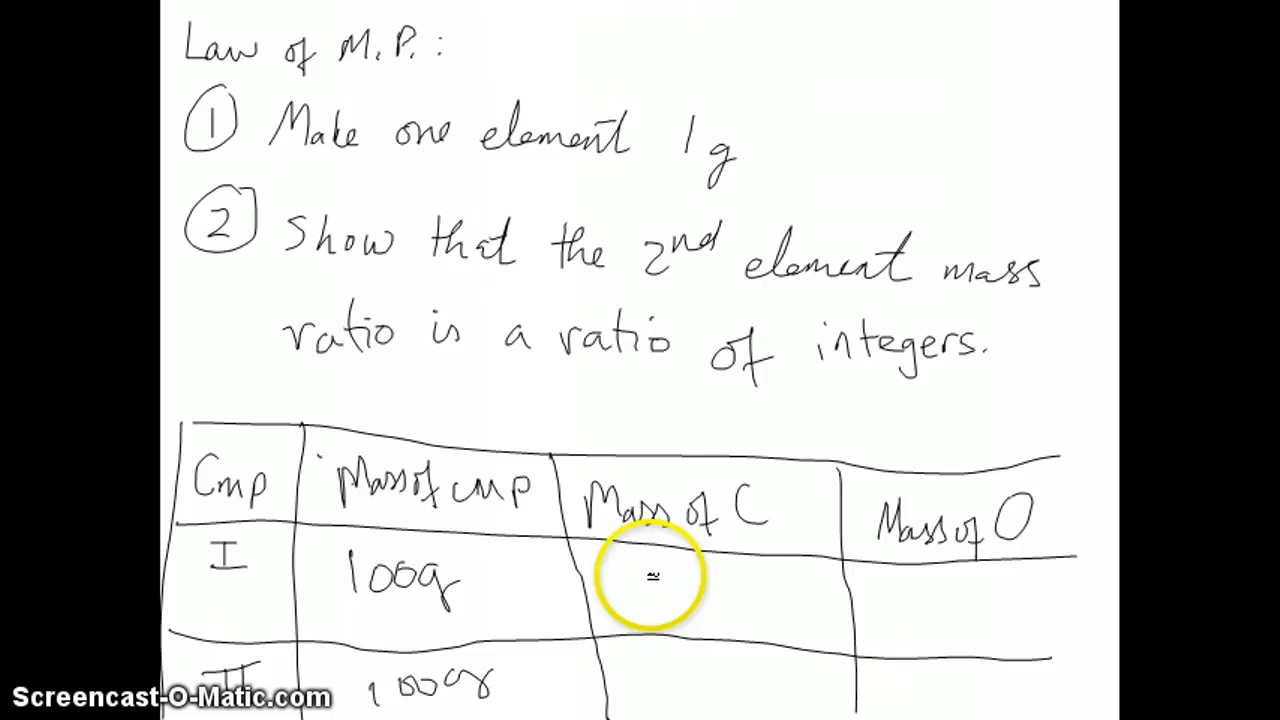 Law of M.P.:
① Make one element 1g
② Show that the 2nd element mass
ratio is a ratio of integers.
Cmp Mass of cmp Mass of C Mass of O
I 100g
II 100g
Screencast-O-Matic.com